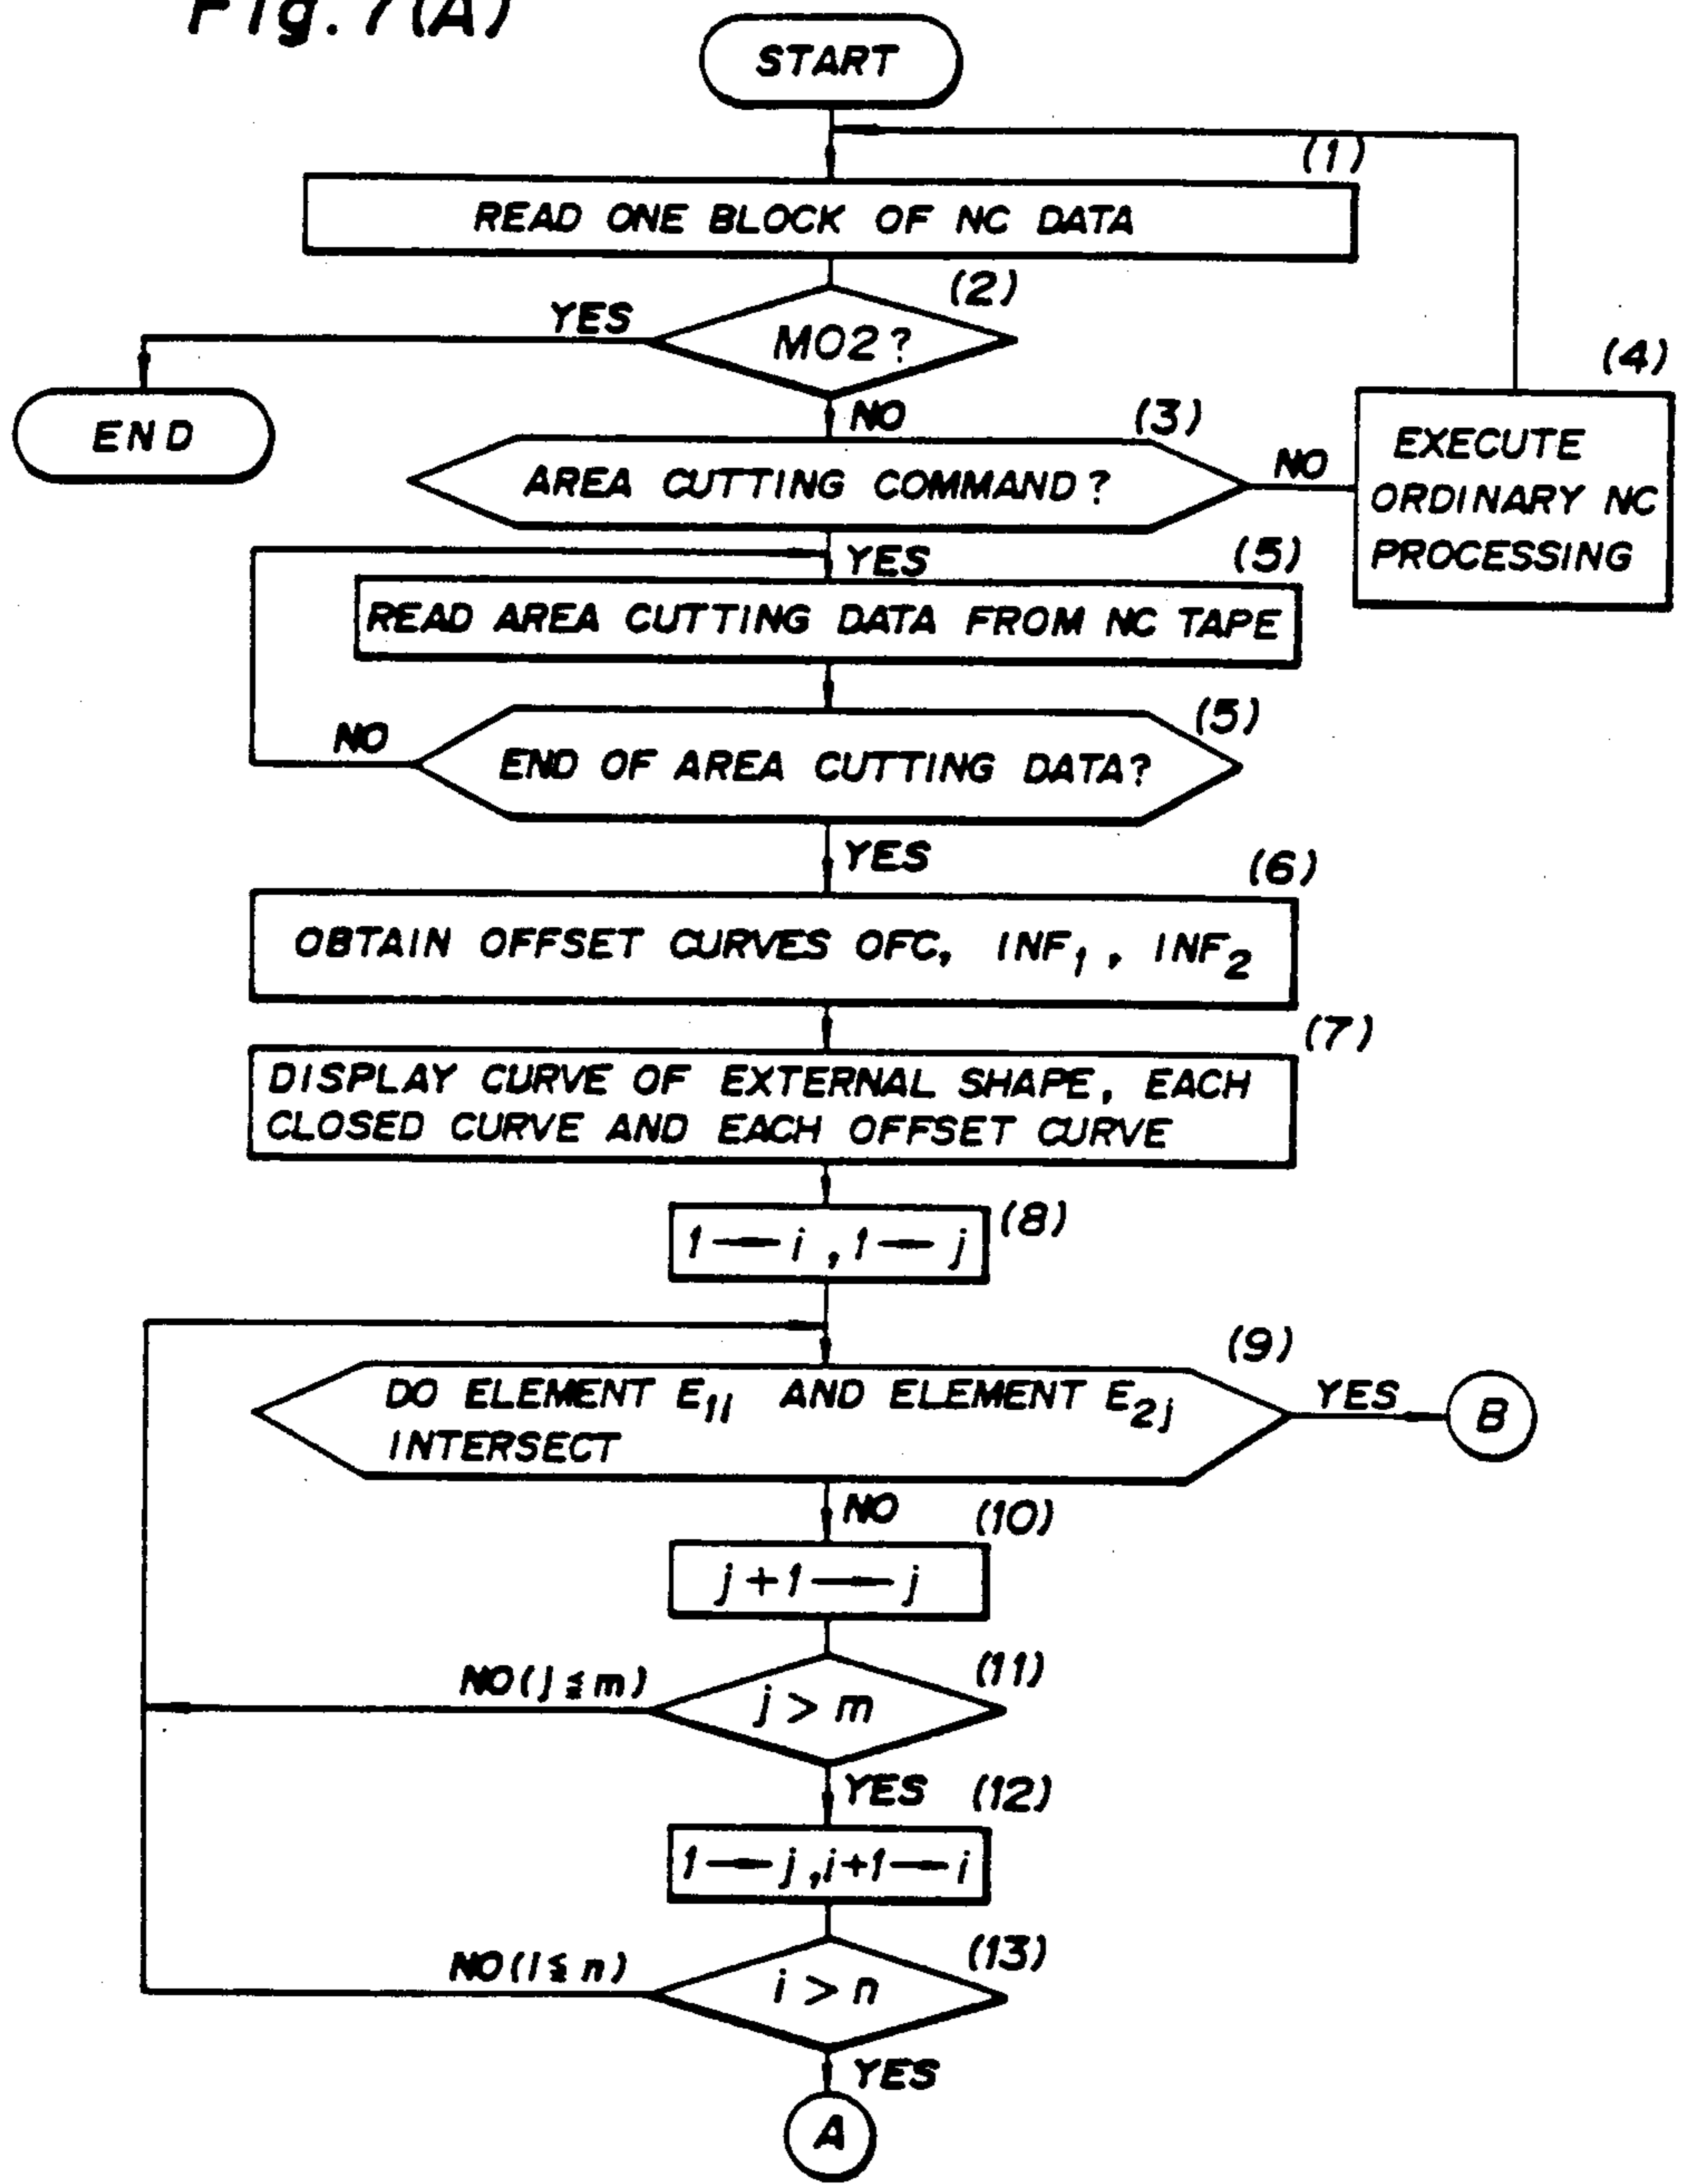 Fig. 7(A)
START
(1)
READ ONE BLOCK OF NC DATA
(2)
YES
MO2?
(4)
END
NO
(3)
AREA CUTTING COMMAND?
NO
EXECUTE
ORDINARY NC
PROCESSING
YES
(5)
READ AREA CUTTING DATA FROM NC TAPE
(5)
NO
END OF AREA CUTTING DATA?
YES
(6)
OBTAIN OFFSET CURVES OFC, INF₁, INF₂
(7)
DISPLAY CURVE OF EXTERNAL SHAPE, EACH
CLOSED CURVE AND EACH OFFSET CURVE
(8)
1→i, 1→j
(9)
DO ELEMENT E₁ᵢ AND ELEMENT E₂ⱼ
INTERSECT
YES
B
NO
(10)
j+1→j
(11)
NO(j≦m)
j>m
YES
(12)
1→j, i+1→i
(13)
NO(i≦n)
i>n
YES
A